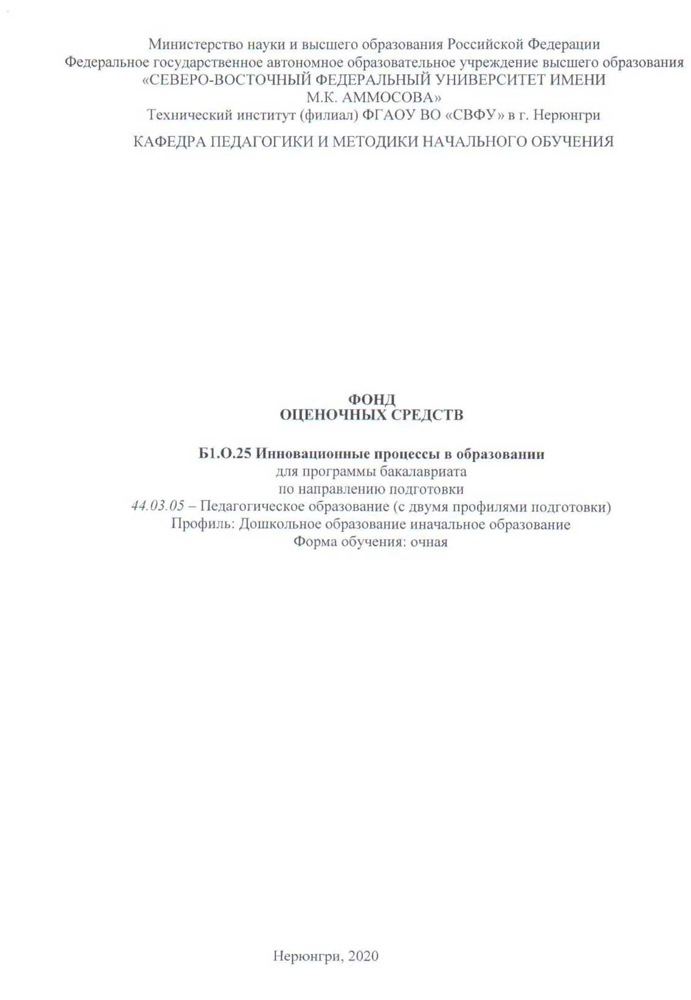 Министерство науки и высшего образования Российской Федерации
Федеральное государственное автономное образовательное учреждение высшего образования
«СЕВЕРО-ВОСТОЧНЫЙ ФЕДЕРАЛЬНЫЙ УНИВЕРСИТЕТ ИМЕНИ
М.К. АММОСОВА»
Технический институт (филиал) ФГАОУ ВО «СВФУ» в г. Нерюнгри
КАФЕДРА ПЕДАГОГИКИ И МЕТОДИКИ НАЧАЛЬНОГО ОБУЧЕНИЯ
ФОНД
ОЦЕНОЧНЫХ СРЕДСТВ
Б1.О.25 Инновационные процессы в образовании
для программы бакалавриата
по направлению подготовки
44.03.05 – Педагогическое образование (с двумя профилями подготовки)
Профиль: Дошкольное образование иначальное образование
Форма обучения: очная
Нерюнгри, 2020